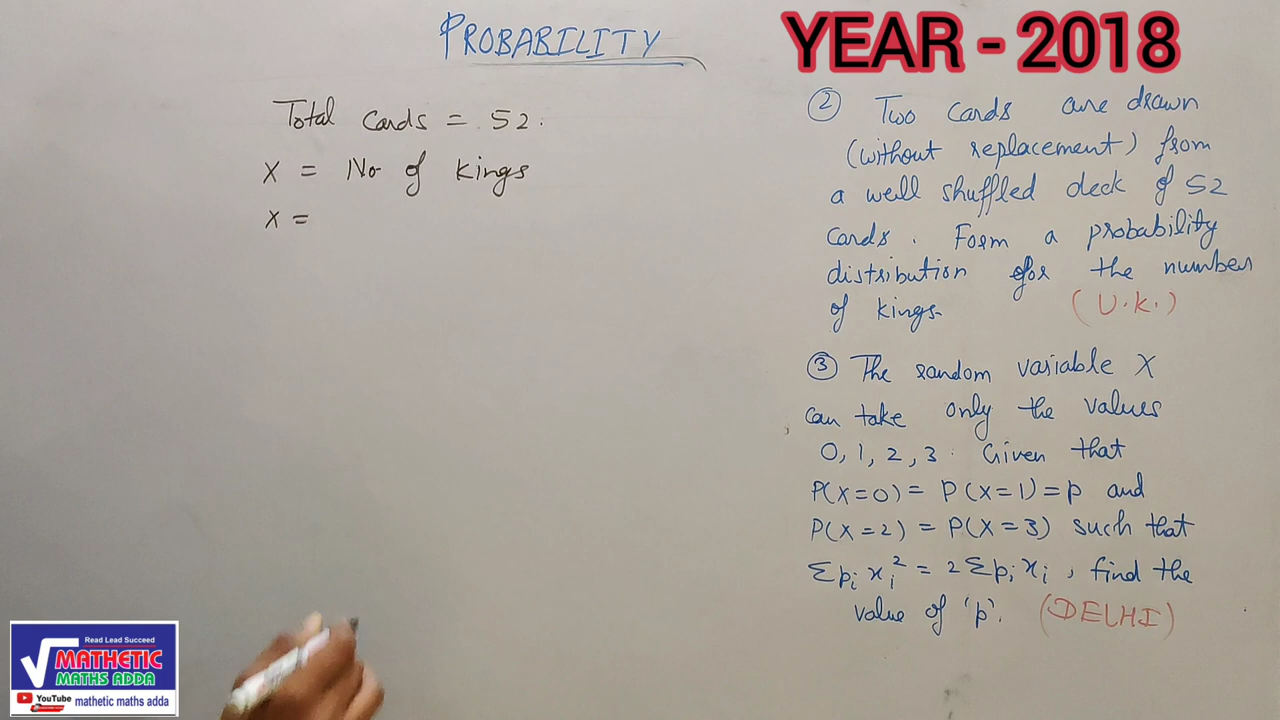 PROBABILITY
YEAR - 2018
Total Cards = 52.
X = No of kings
X =
② Two Cards are drawn
(without replacement) from
a well shuffled deck of 52
cards. Form a probability
distribution for the number
of kings.
(U.K.)
③ The random variable X
can take only the values
0, 1, 2, 3. Given that
P(X=0) = P(X=1) = p and
P(X=2) = P(X=3) such that
Σpᵢxᵢ² = 2Σpᵢxᵢ, find the
value of 'p'. (DELHI)
Read Lead Succeed
MATHETIC
MATHS ADDA
YouTube
mathetic maths adda